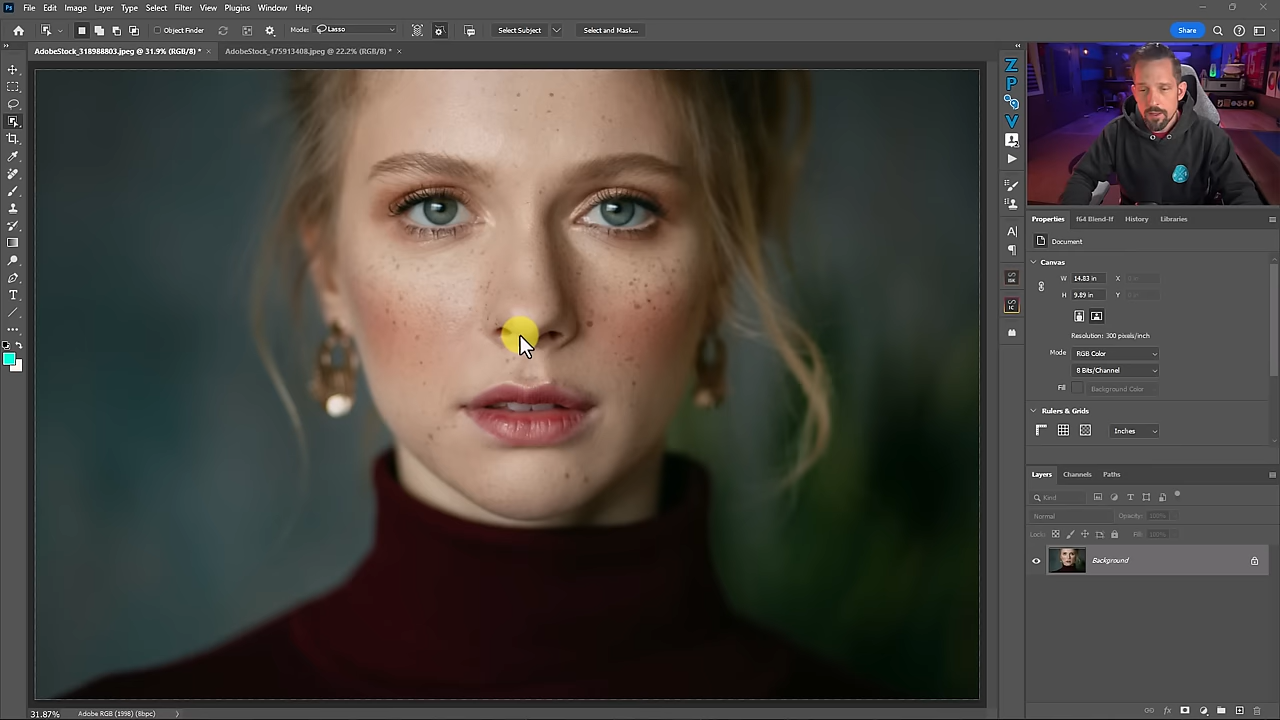 Ps File Edit Image Layer Type Select Filter View Plugins Window Help
Object Finder Mode: Lasso Select Subject Select and Mask... Share
AdobeStock_318988803.jpeg @ 31.9% (RGB/8) * × AdobeStock_475913408.jpeg @ 22.2% (RGB/8) * ×
Z
P
V
Properties f64 Blend-If History Libraries
Document
Canvas
W 14.83 in X
H 9.89 in Y
Resolution: 300 pixels/inch
Mode RGB Color
8 Bits/Channel
Fill Background Color
Rulers & Grids
Inches
Layers Channels Paths
Kind
Normal Opacity: 100%
Lock: Fill: 100%
Background
31.87% Adobe RGB (1998) (8bpc)